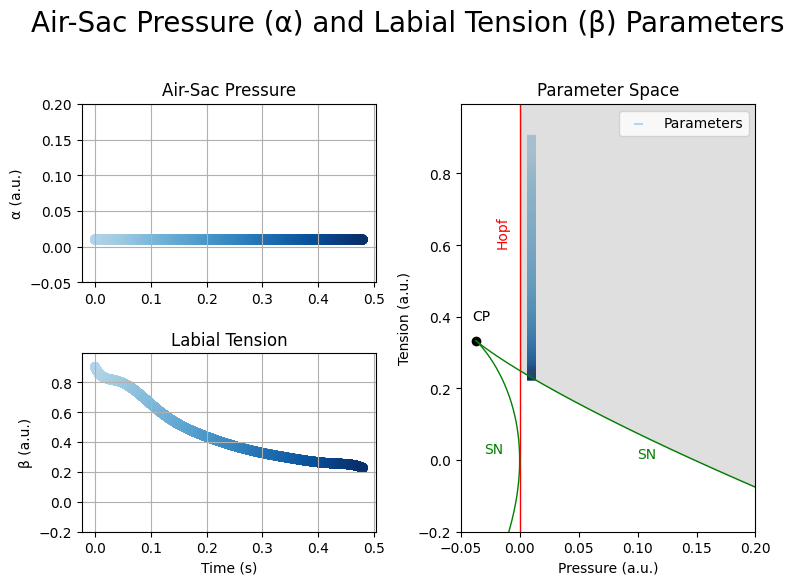 Air-Sac Pressure (α) and Labial Tension (β) Parameters
Air-Sac Pressure
α (a.u.)
0.20
0.15
0.10
0.05
0.00
−0.05
0.0 0.1 0.2 0.3 0.4 0.5
Labial Tension
β (a.u.)
0.8
0.6
0.4
0.2
0.0
−0.2
0.0 0.1 0.2 0.3 0.4 0.5
Time (s)
Parameter Space
Parameters
Tension (a.u.)
0.8
0.6
0.4
0.2
0.0
−0.2
Hopf
CP
SN
SN
−0.05 0.00 0.05 0.10 0.15 0.20
Pressure (a.u.)